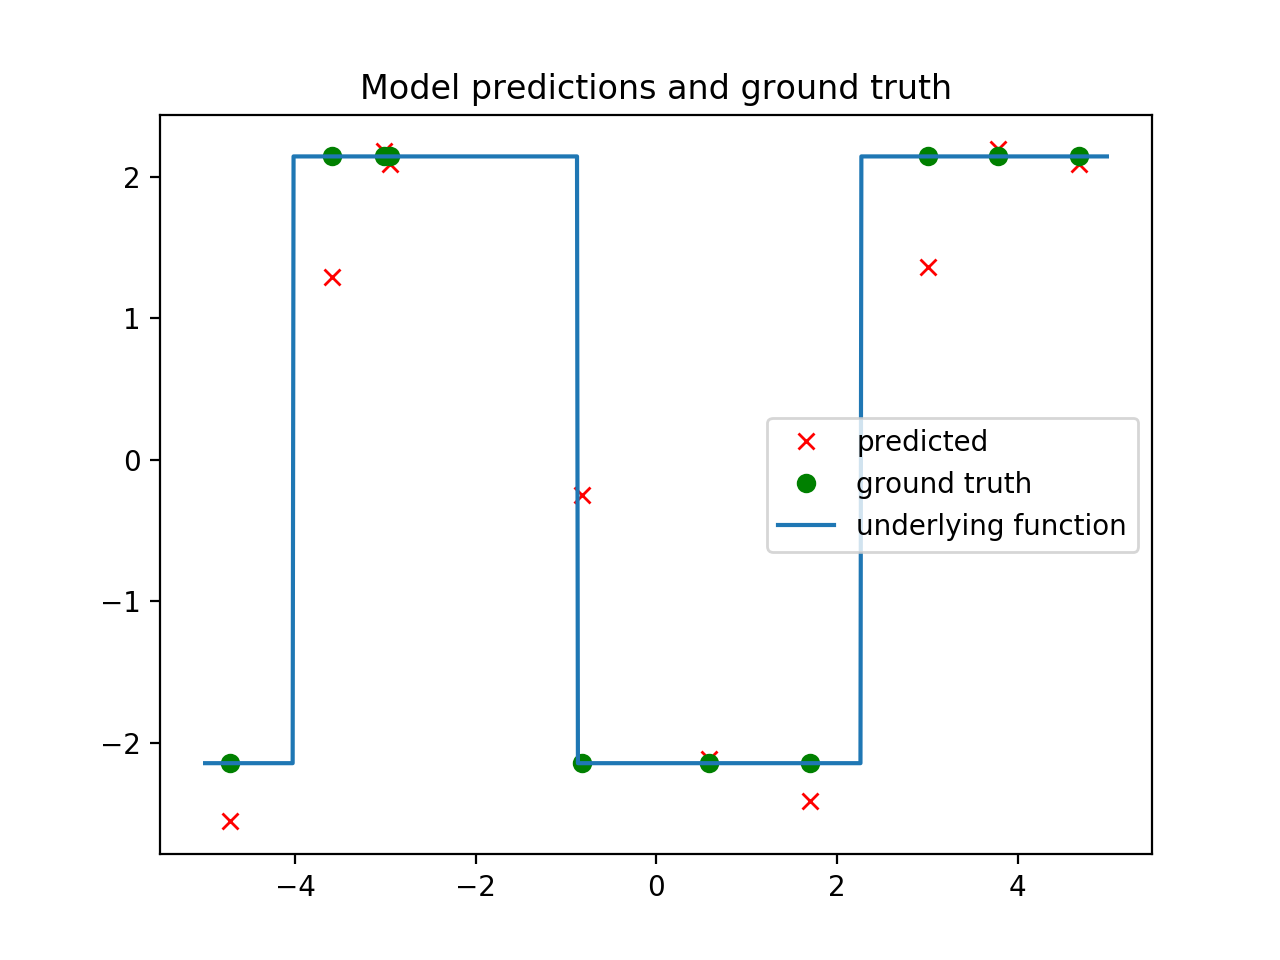 Model predictions and ground truth
2
1
0
−1
−2
predicted
ground truth
underlying function
−4 −2 0 2 4